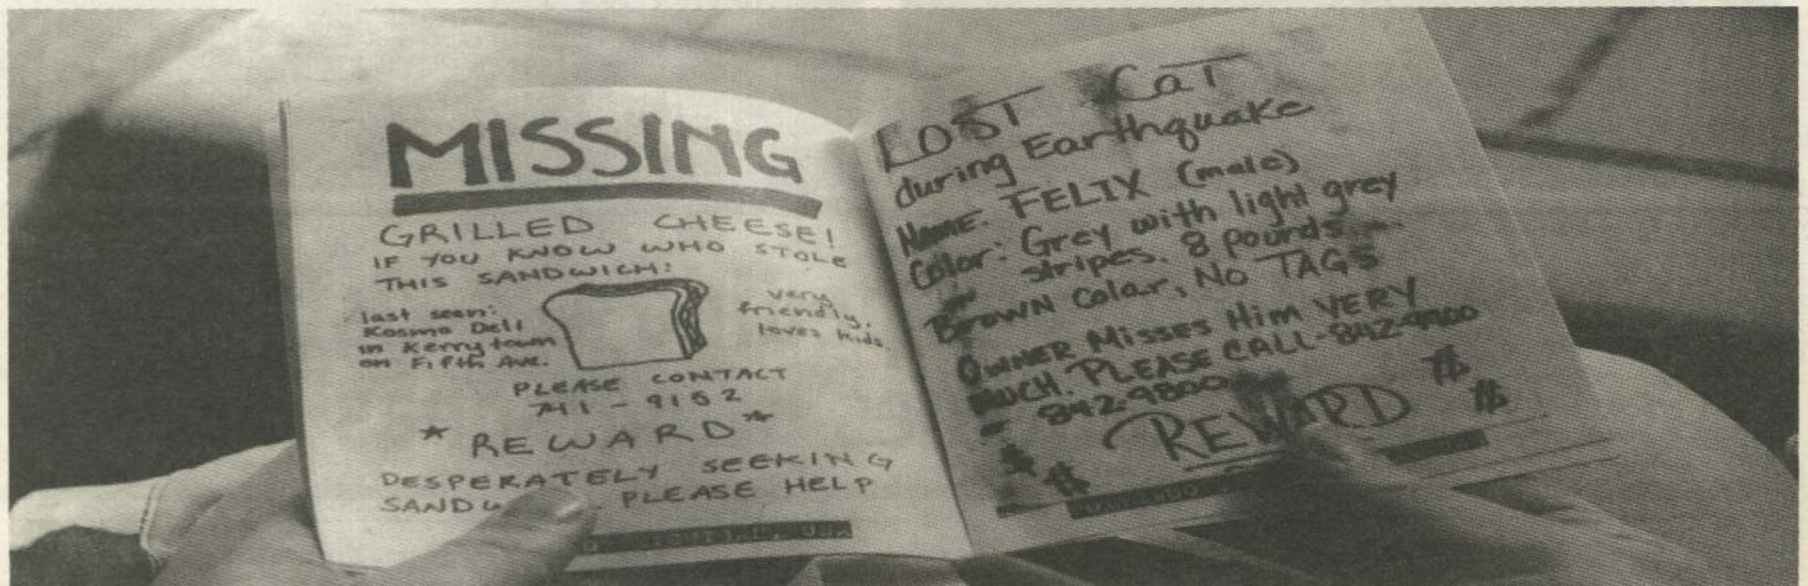 MISSING
GRILLED CHEESE!
IF YOU KNOW WHO STOLE
THIS SANDWICH:
last seen:
Kosmo Deli
in Kerrytown
on Fifth Ave.
very
friendly.
loves kids.
PLEASE CONTACT
741-9182
* REWARD *
DESPERATELY SEEKING
PLEASE HELP
LOST CaT
during Earthquake
Name: FELIX (male)
Color: Grey with light grey
stripes. 8 pounds
BROWN Colar, No TAGS
OWNER Misses Him VERY
MUCH. PLEASE CALL-842-9900
842-9800
$ REWARD $
$ $